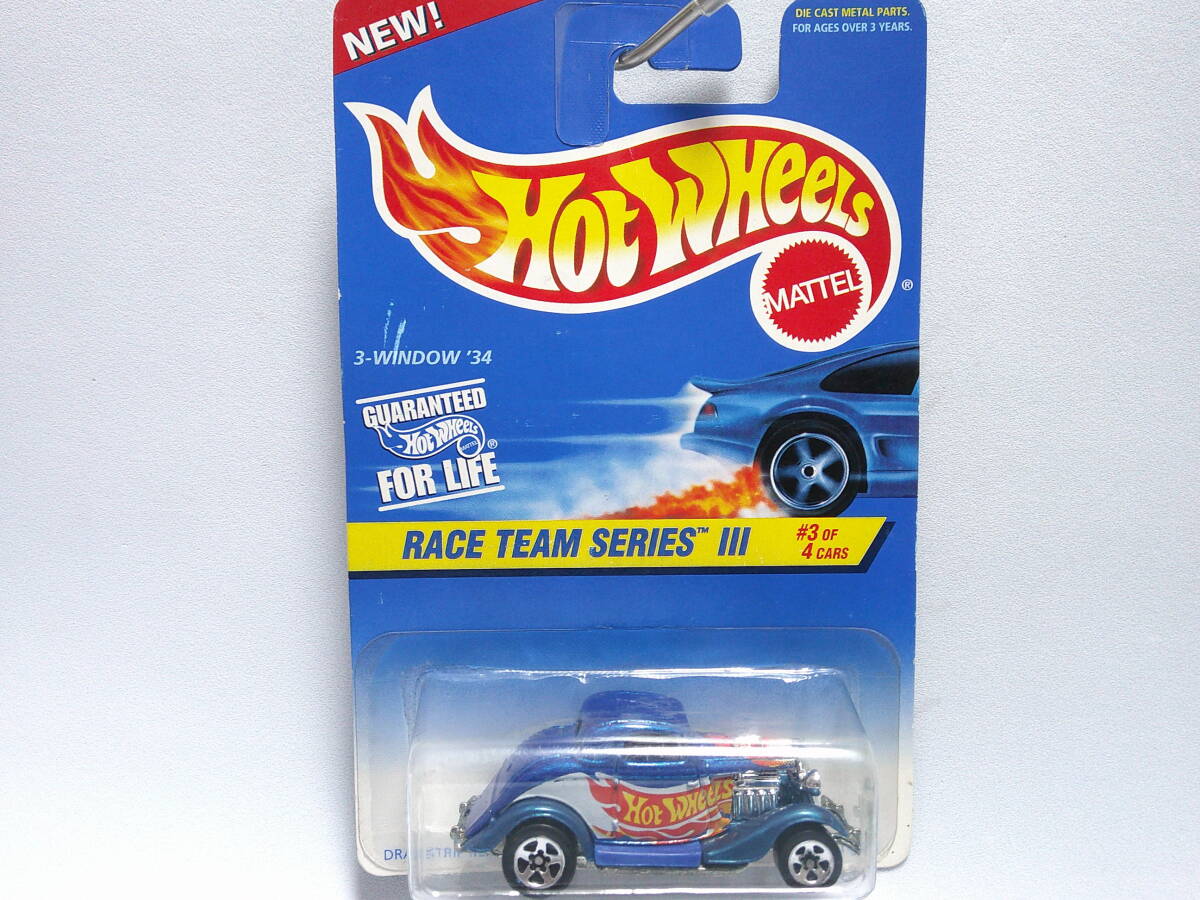 NEW!
DIE CAST METAL PARTS.
FOR AGES OVER 3 YEARS.
HOT WHEELS
MATTEL
®
3-WINDOW '34
GUARANTEED
HOT WHEELS
MATTEL
®
FOR LIFE
RACE TEAM SERIES™ III
#3 OF
4 CARS
HOT WHEELS